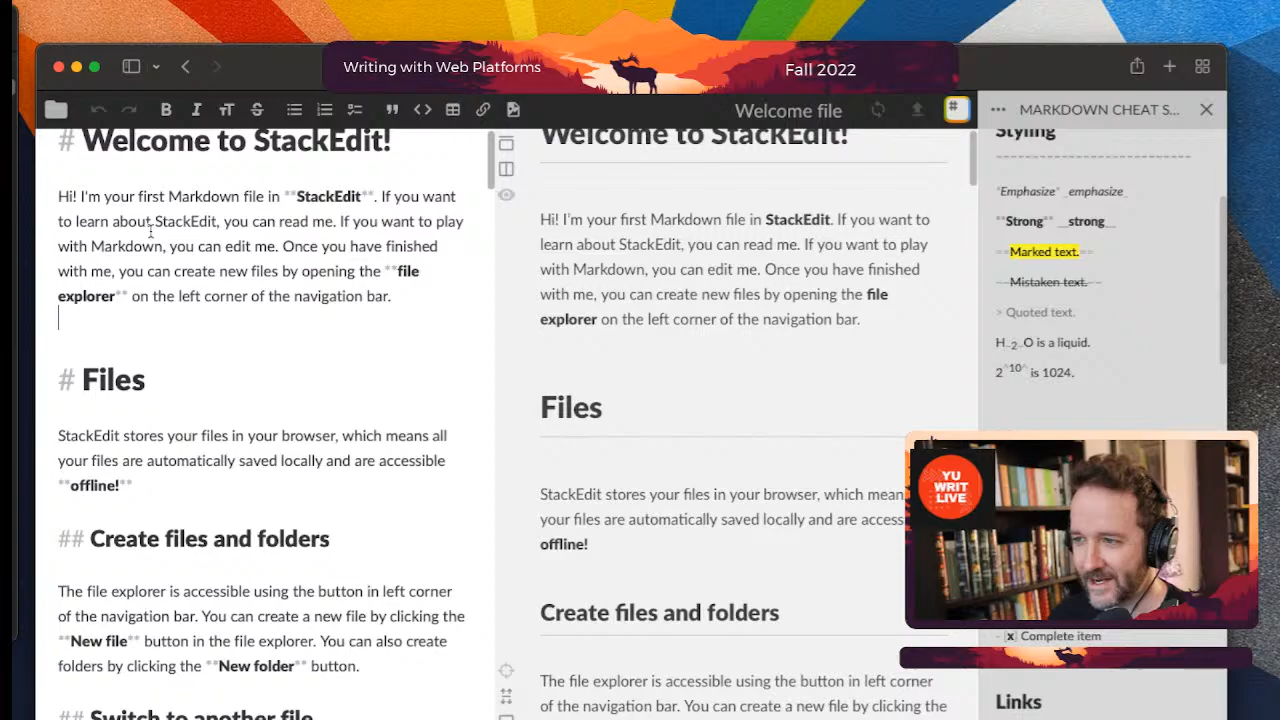 Writing with Web Platforms
Fall 2022
Welcome file
MARKDOWN CHEAT S...
# Welcome to StackEdit!
Hi! I'm your first Markdown file in **StackEdit**. If you want
to learn about StackEdit, you can read me. If you want to play
with Markdown, you can edit me. Once you have finished
with me, you can create new files by opening the **file
explorer** on the left corner of the navigation bar.
# Files
StackEdit stores your files in your browser, which means all
your files are automatically saved locally and are accessible
**offline!**
## Create files and folders
The file explorer is accessible using the button in left corner
of the navigation bar. You can create a new file by clicking the
**New file** button in the file explorer. You can also create
folders by clicking the **New folder** button.
## Switch to another file
Welcome to StackEdit!
Hi! I'm your first Markdown file in StackEdit. If you want to
learn about StackEdit, you can read me. If you want to play
with Markdown, you can edit me. Once you have finished
with me, you can create new files by opening the file
explorer on the left corner of the navigation bar.
Files
StackEdit stores your files in your browser, which mean
your files are automatically saved locally and are access
offline!
Create files and folders
The file explorer is accessible using the button in left corner
of the navigation bar. You can create a new file by clicking the
Styling
------------------------------
*Emphasize* _emphasize_
**Strong** __strong__
==Marked text.==
~~Mistaken text.~~
> Quoted text.
H~2~O is a liquid.
2^10^ is 1024.
YU
WRIT
LIVE
- [x] Complete item
Links